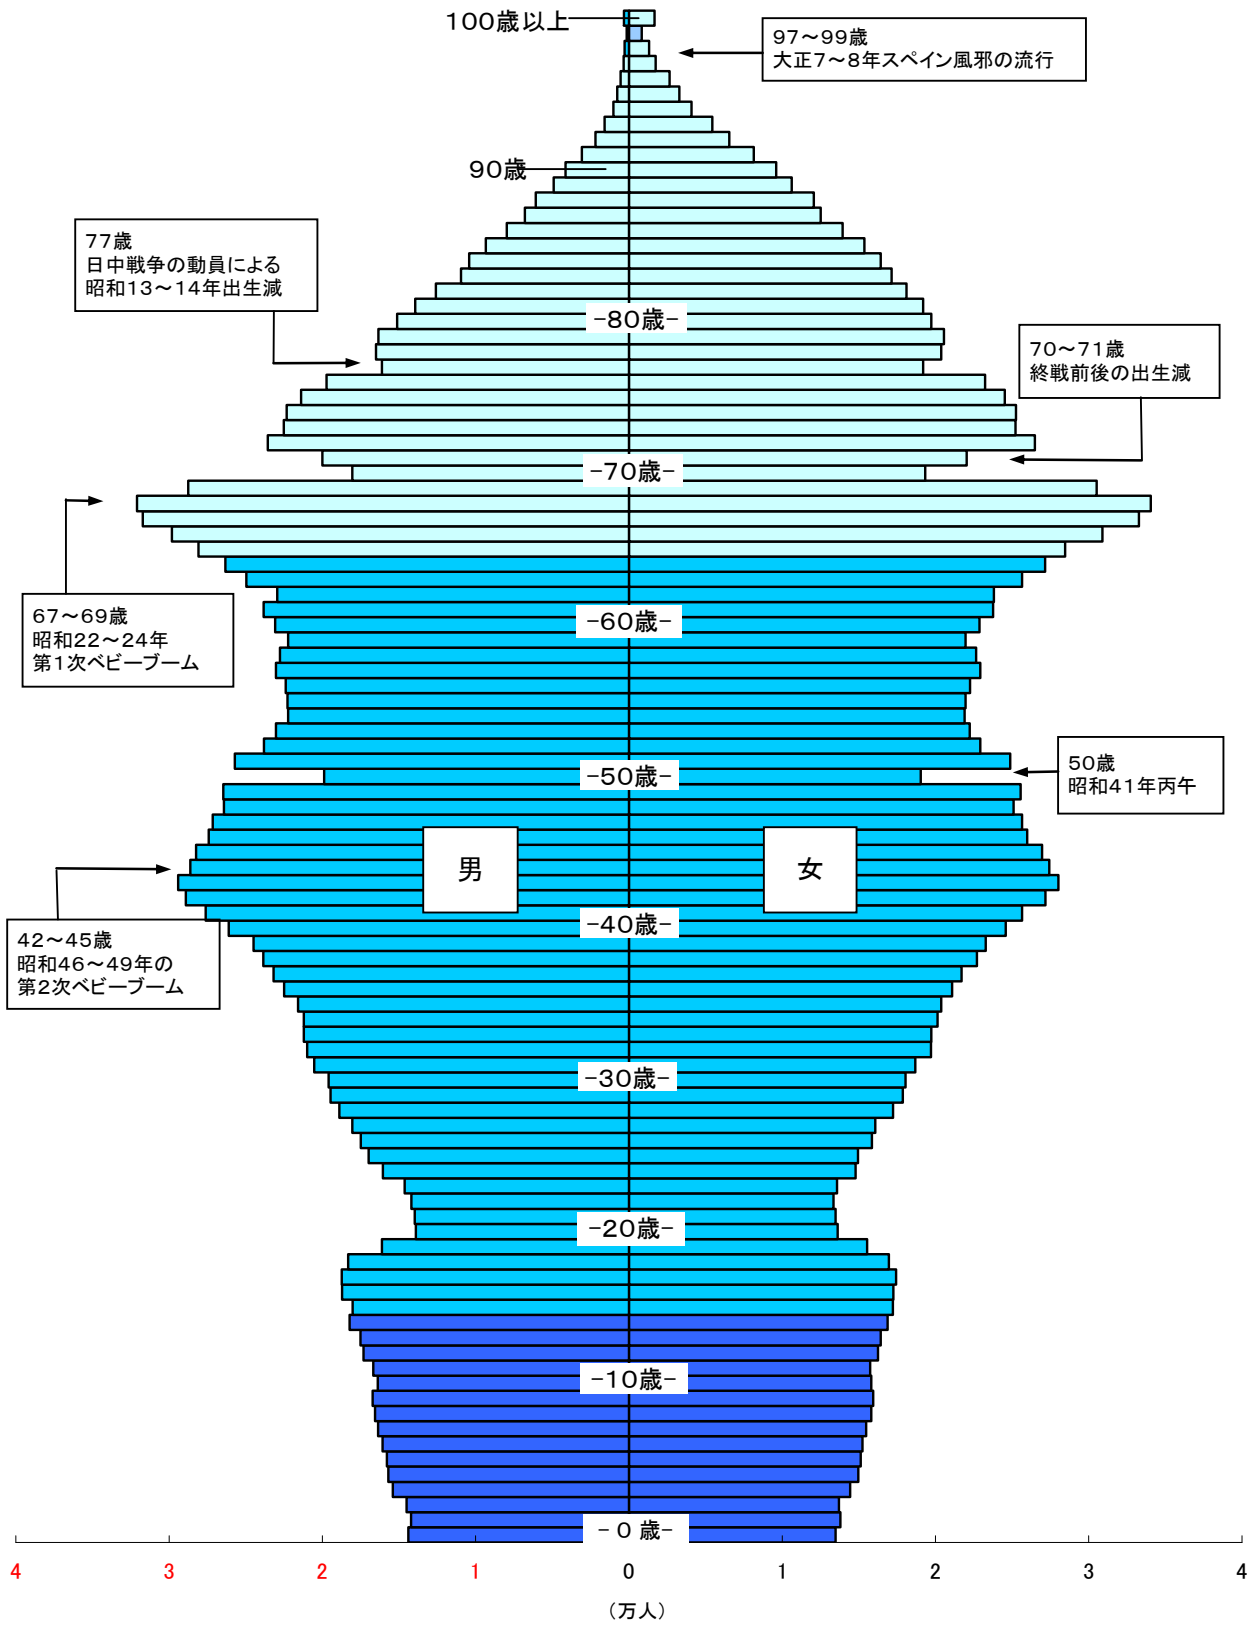 100歳以上
97～99歳
大正7～8年スペイン風邪の流行
90歳
77歳
日中戦争の動員による
昭和13～14年出生減
-80歳-
70～71歳
終戦前後の出生減
-70歳-
67～69歳
昭和22～24年
第1次ベビーブーム
-60歳-
50歳
昭和41年丙午
-50歳-
男
女
42～45歳
昭和46～49年の
第2次ベビーブーム
-40歳-
-30歳-
-20歳-
-10歳-
- 0 歳-
4 3 2 1 0 1 2 3 4
（万人）